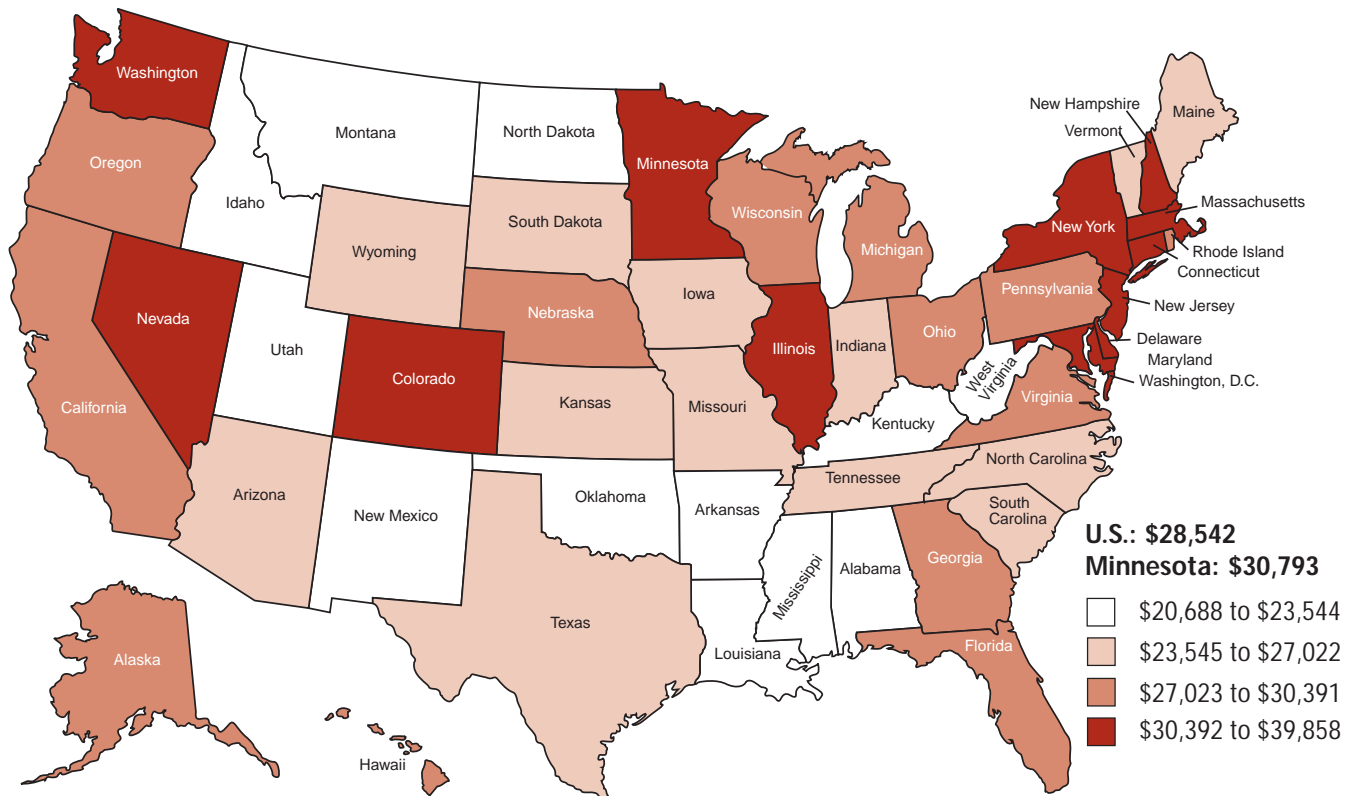 Washington
Montana
North Dakota
Minnesota
New Hampshire
Vermont
Maine
Oregon
Idaho
Wyoming
South Dakota
Wisconsin
Michigan
New York
Massachusetts
Rhode Island
Connecticut
Nevada
Utah
Colorado
Nebraska
Iowa
Illinois
Indiana
Ohio
Pennsylvania
New Jersey
Delaware
Maryland
Washington, D.C.
California
Kansas
Missouri
Kentucky
West
Virginia
Virginia
Arizona
New Mexico
Oklahoma
Arkansas
Tennessee
North Carolina
South
Carolina
Texas
Louisiana
Mississippi
Alabama
Georgia
Florida
Alaska
Hawaii
U.S.: $28,542
Minnesota: $30,793
$20,688 to $23,544
$23,545 to $27,022
$27,023 to $30,391
$30,392 to $39,858